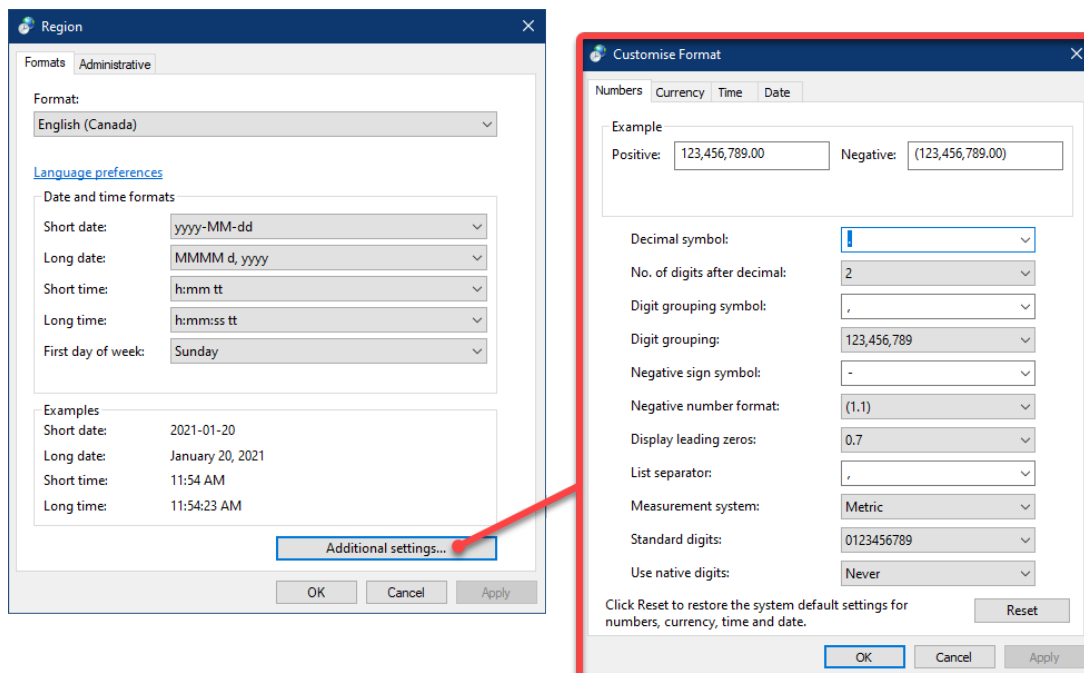 Region
Formats Administrative
Format:
English (Canada)
Language preferences
Date and time formats
Short date: yyyy-MM-dd
Long date: MMMM d, yyyy
Short time: h:mm tt
Long time: h:mm:ss tt
First day of week: Sunday
Examples
Short date: 2021-01-20
Long date: January 20, 2021
Short time: 11:54 AM
Long time: 11:54:23 AM
Additional settings...
OK Cancel Apply
Customise Format
Numbers Currency Time Date
Example
Positive: 123,456,789.00 Negative: (123,456,789.00)
Decimal symbol: .
No. of digits after decimal: 2
Digit grouping symbol: ,
Digit grouping: 123,456,789
Negative sign symbol: -
Negative number format: (1.1)
Display leading zeros: 0.7
List separator: ,
Measurement system: Metric
Standard digits: 0123456789
Use native digits: Never
Click Reset to restore the system default settings for
numbers, currency, time and date.
Reset
OK Cancel Apply